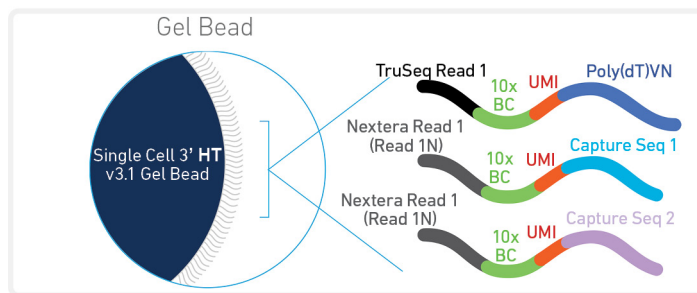 Gel Bead
Single Cell 3’ HT
v3.1 Gel Bead
TruSeq Read 1
10x
BC
UMI
Poly(dT)VN
Nextera Read 1
(Read 1N)
10x
BC
UMI
Capture Seq 1
Nextera Read 1
(Read 1N)
10x
BC
UMI
Capture Seq 2